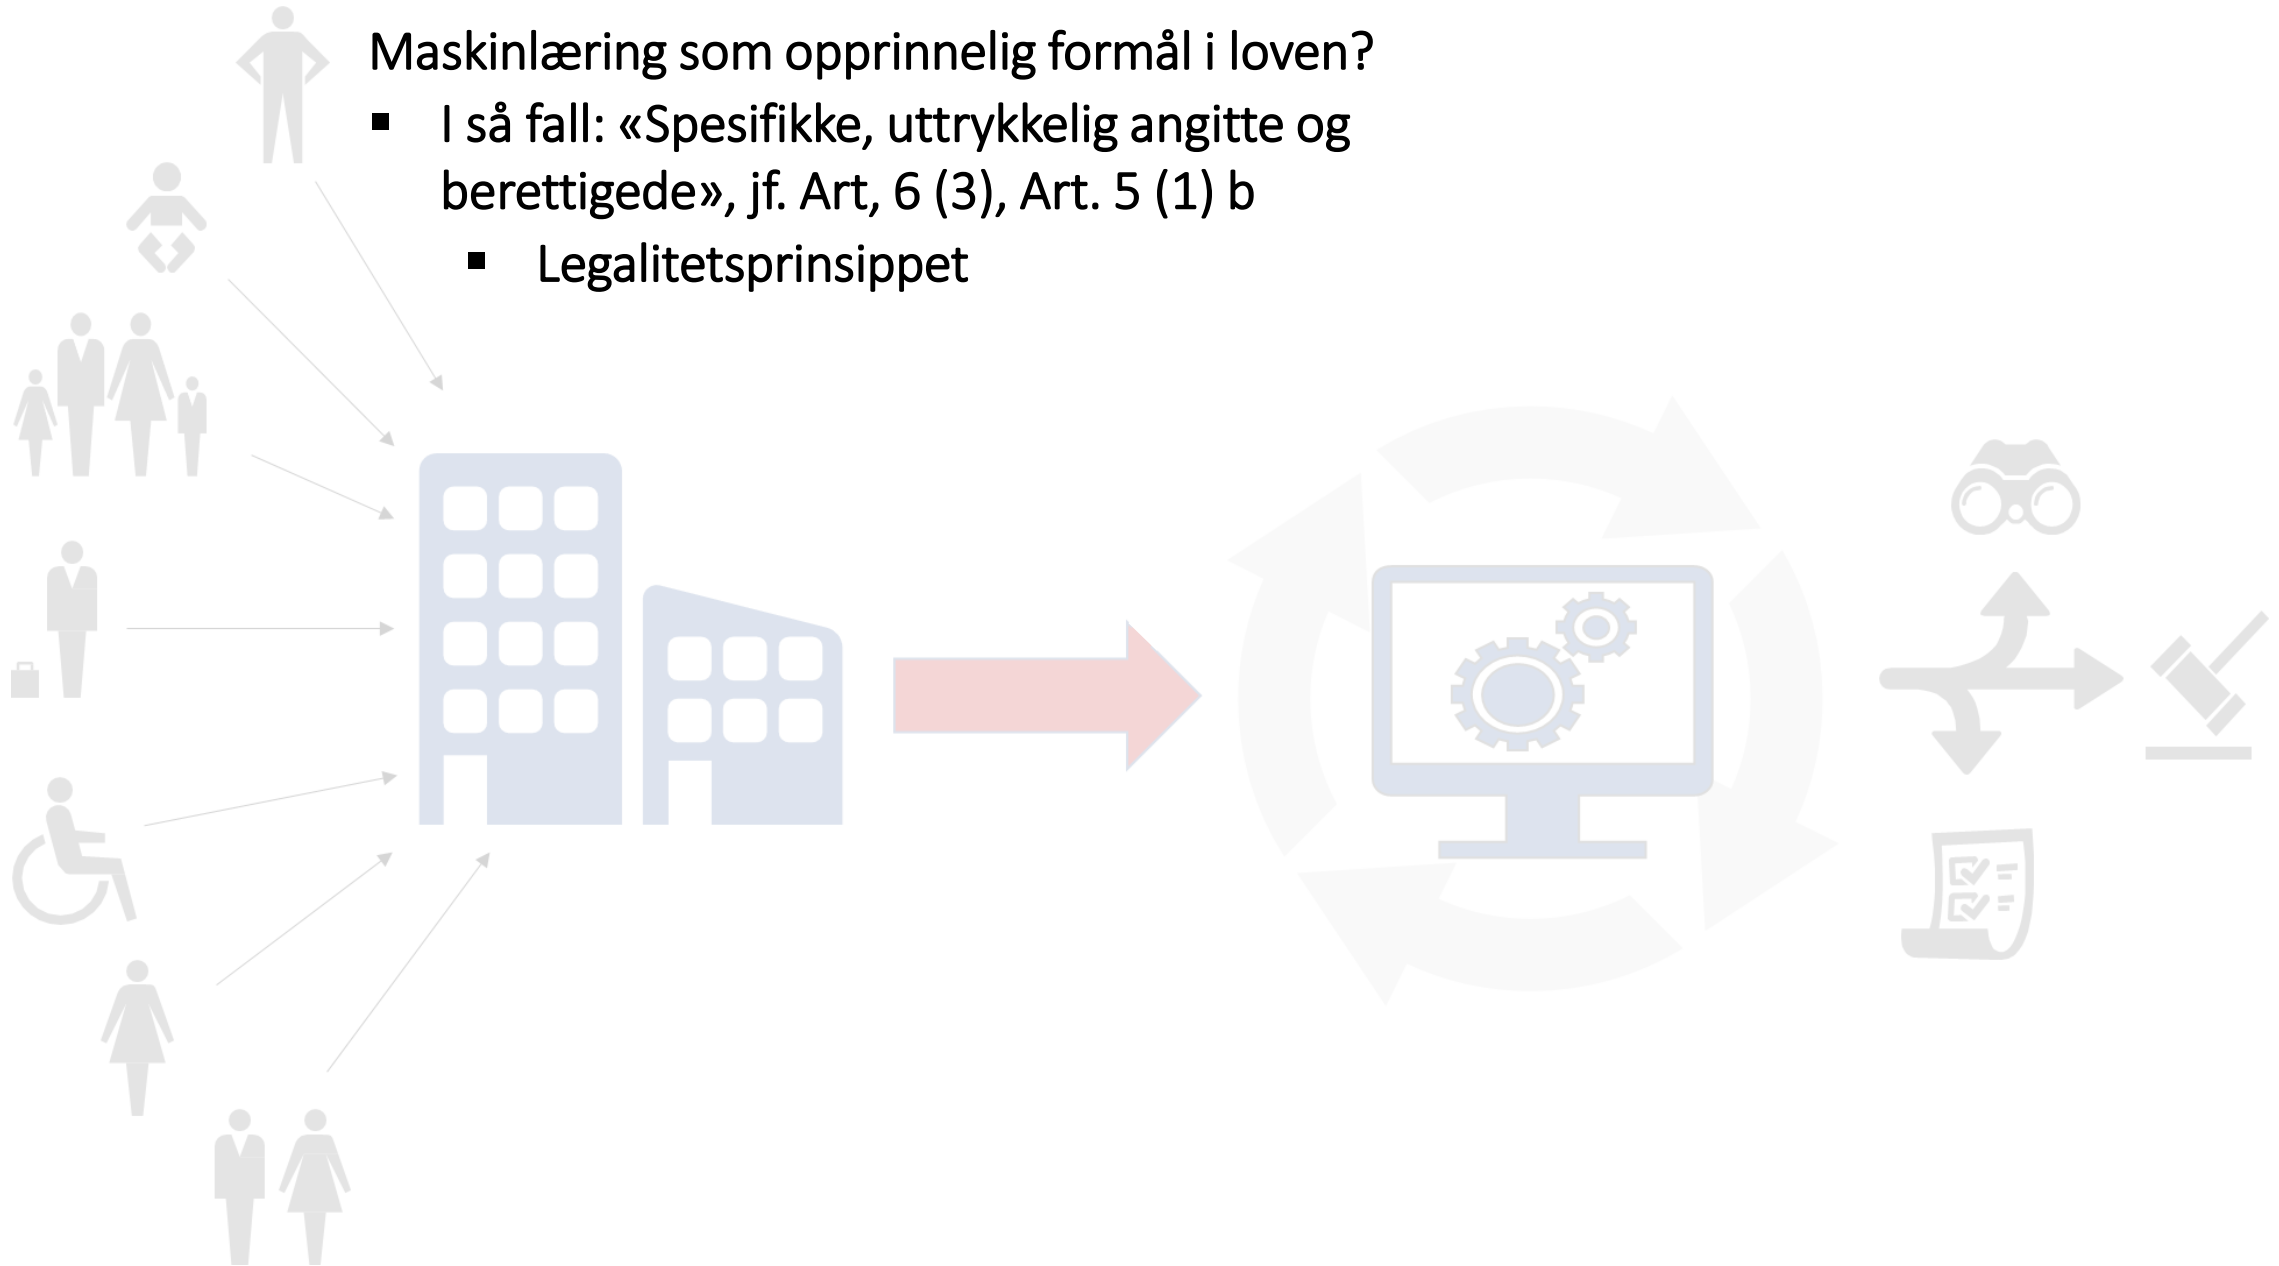 Maskinlæring som opprinnelig formål i loven?
▪ I så fall: «Spesifikke, uttrykkelig angitte og
berettigede», jf. Art, 6 (3), Art. 5 (1) b
▪ Legalitetsprinsippet